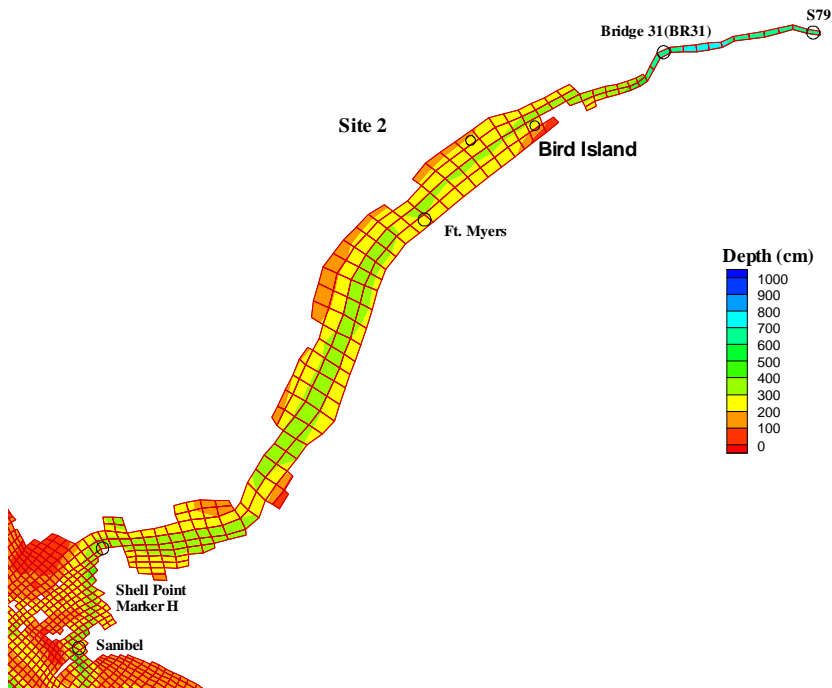 S79
Bridge 31(BR31)
Site 2
Bird Island
Ft. Myers
Depth (cm)
1000
900
800
700
600
500
400
300
200
100
0
Shell Point
Marker H
Sanibel